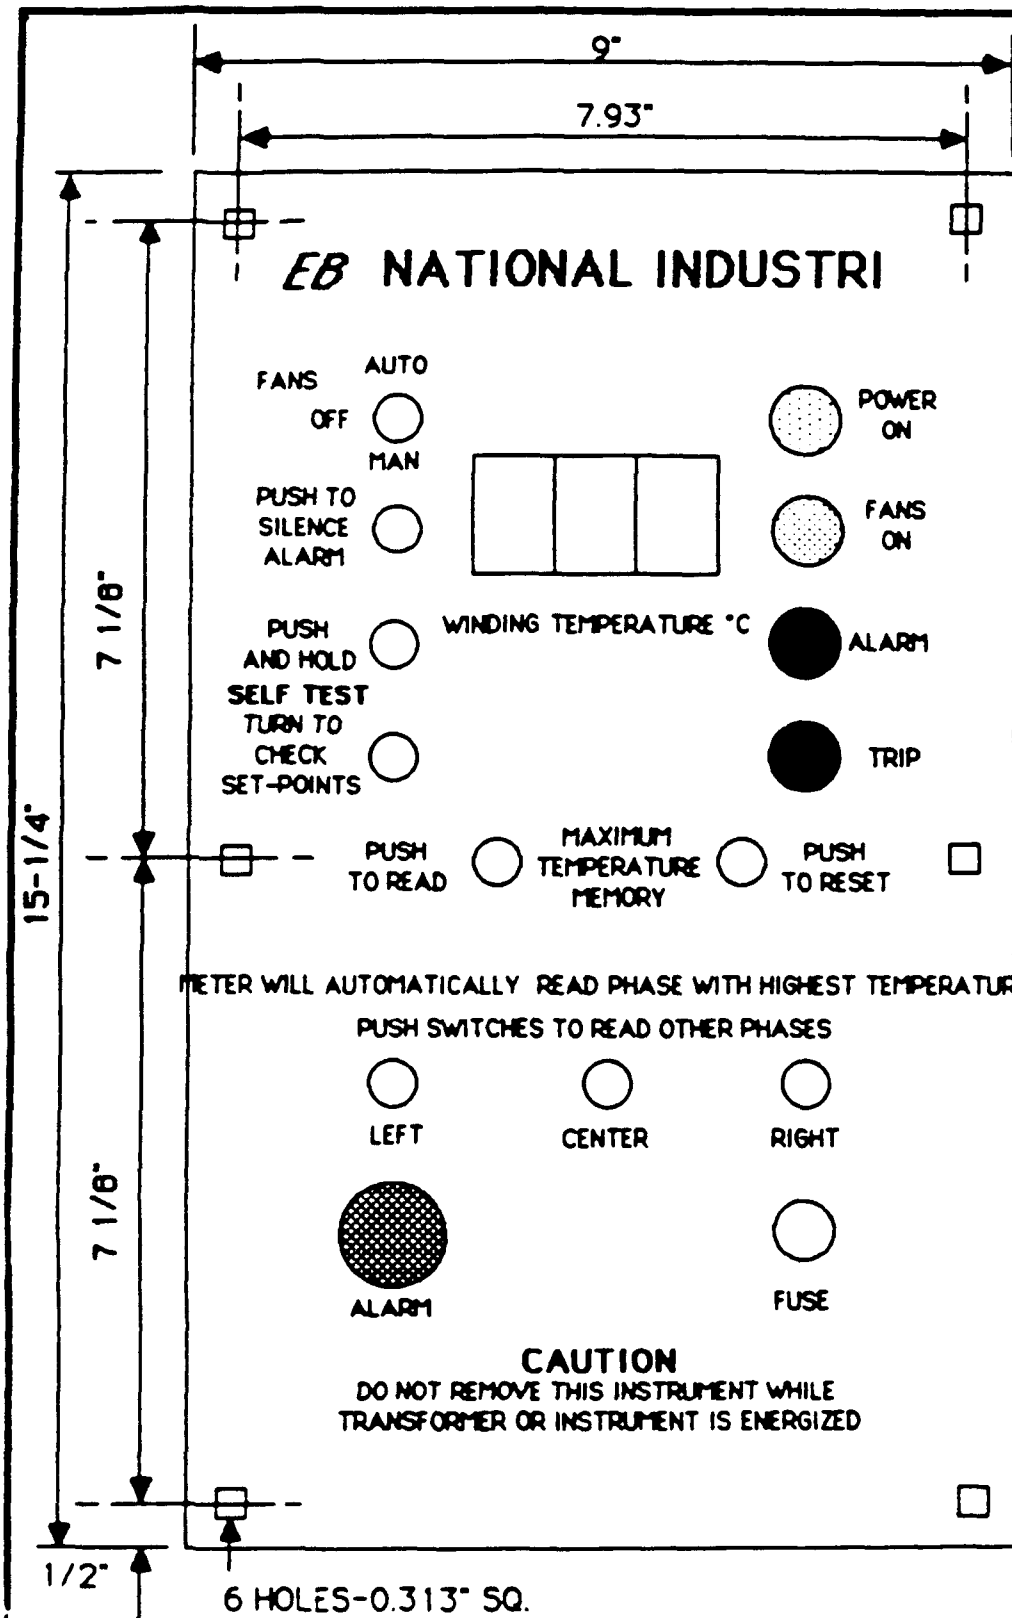 9"
7.93"
EB NATIONAL INDUSTRI
AUTO
FANS
OFF
MAN
POWER
ON
PUSH TO
SILENCE
ALARM
FANS
ON
7 1/8"
PUSH
AND HOLD
SELF TEST
WINDING TEMPERATURE °C
ALARM
TURN TO
CHECK
SET-POINTS
TRIP
15-1/4"
PUSH
TO READ
MAXIMUM
TEMPERATURE
MEMORY
PUSH
TO RESET
METER WILL AUTOMATICALLY READ PHASE WITH HIGHEST TEMPERATUR
PUSH SWITCHES TO READ OTHER PHASES
LEFT
CENTER
RIGHT
7 1/8"
ALARM
FUSE
CAUTION
DO NOT REMOVE THIS INSTRUMENT WHILE
TRANSFORMER OR INSTRUMENT IS ENERGIZED
1/2"
6 HOLES-0.313" SQ.